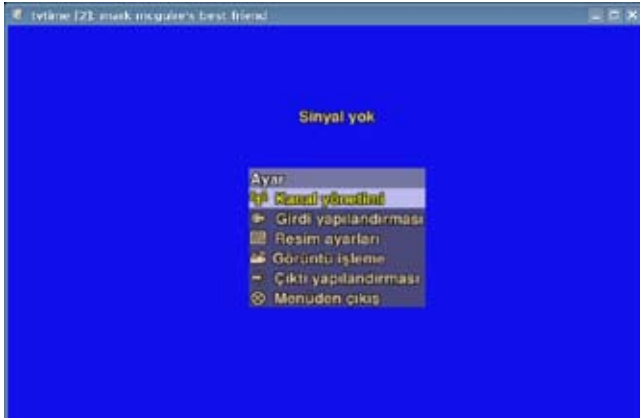 tvtime [2]: mark mcguire's best friend
Sinyal yok
Ayar
Kanal yönetimi
Girdi yapılandırması
Resim ayarları
Görüntü işleme
Çıktı yapılandırması
Menüden çıkış